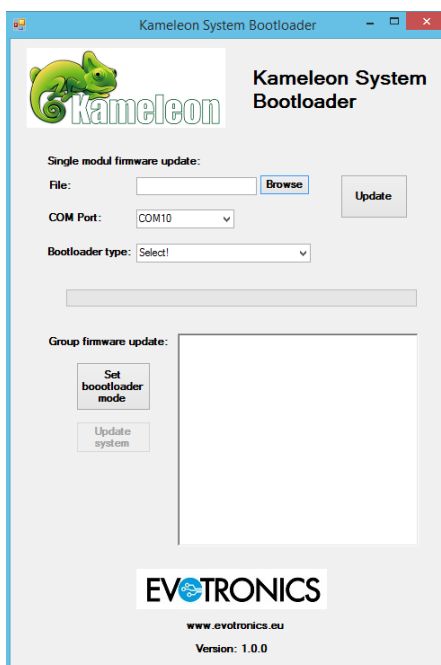 Kameleon System Bootloader
Kameleon
Kameleon System
Bootloader
Single modul firmware update:
File:
Browse
Update
COM Port:
COM10
Bootloader type:
Select!
Group firmware update:
Set
boootloader
mode
Update
system
EVOTRONICS
www.evotronics.eu
Version: 1.0.0